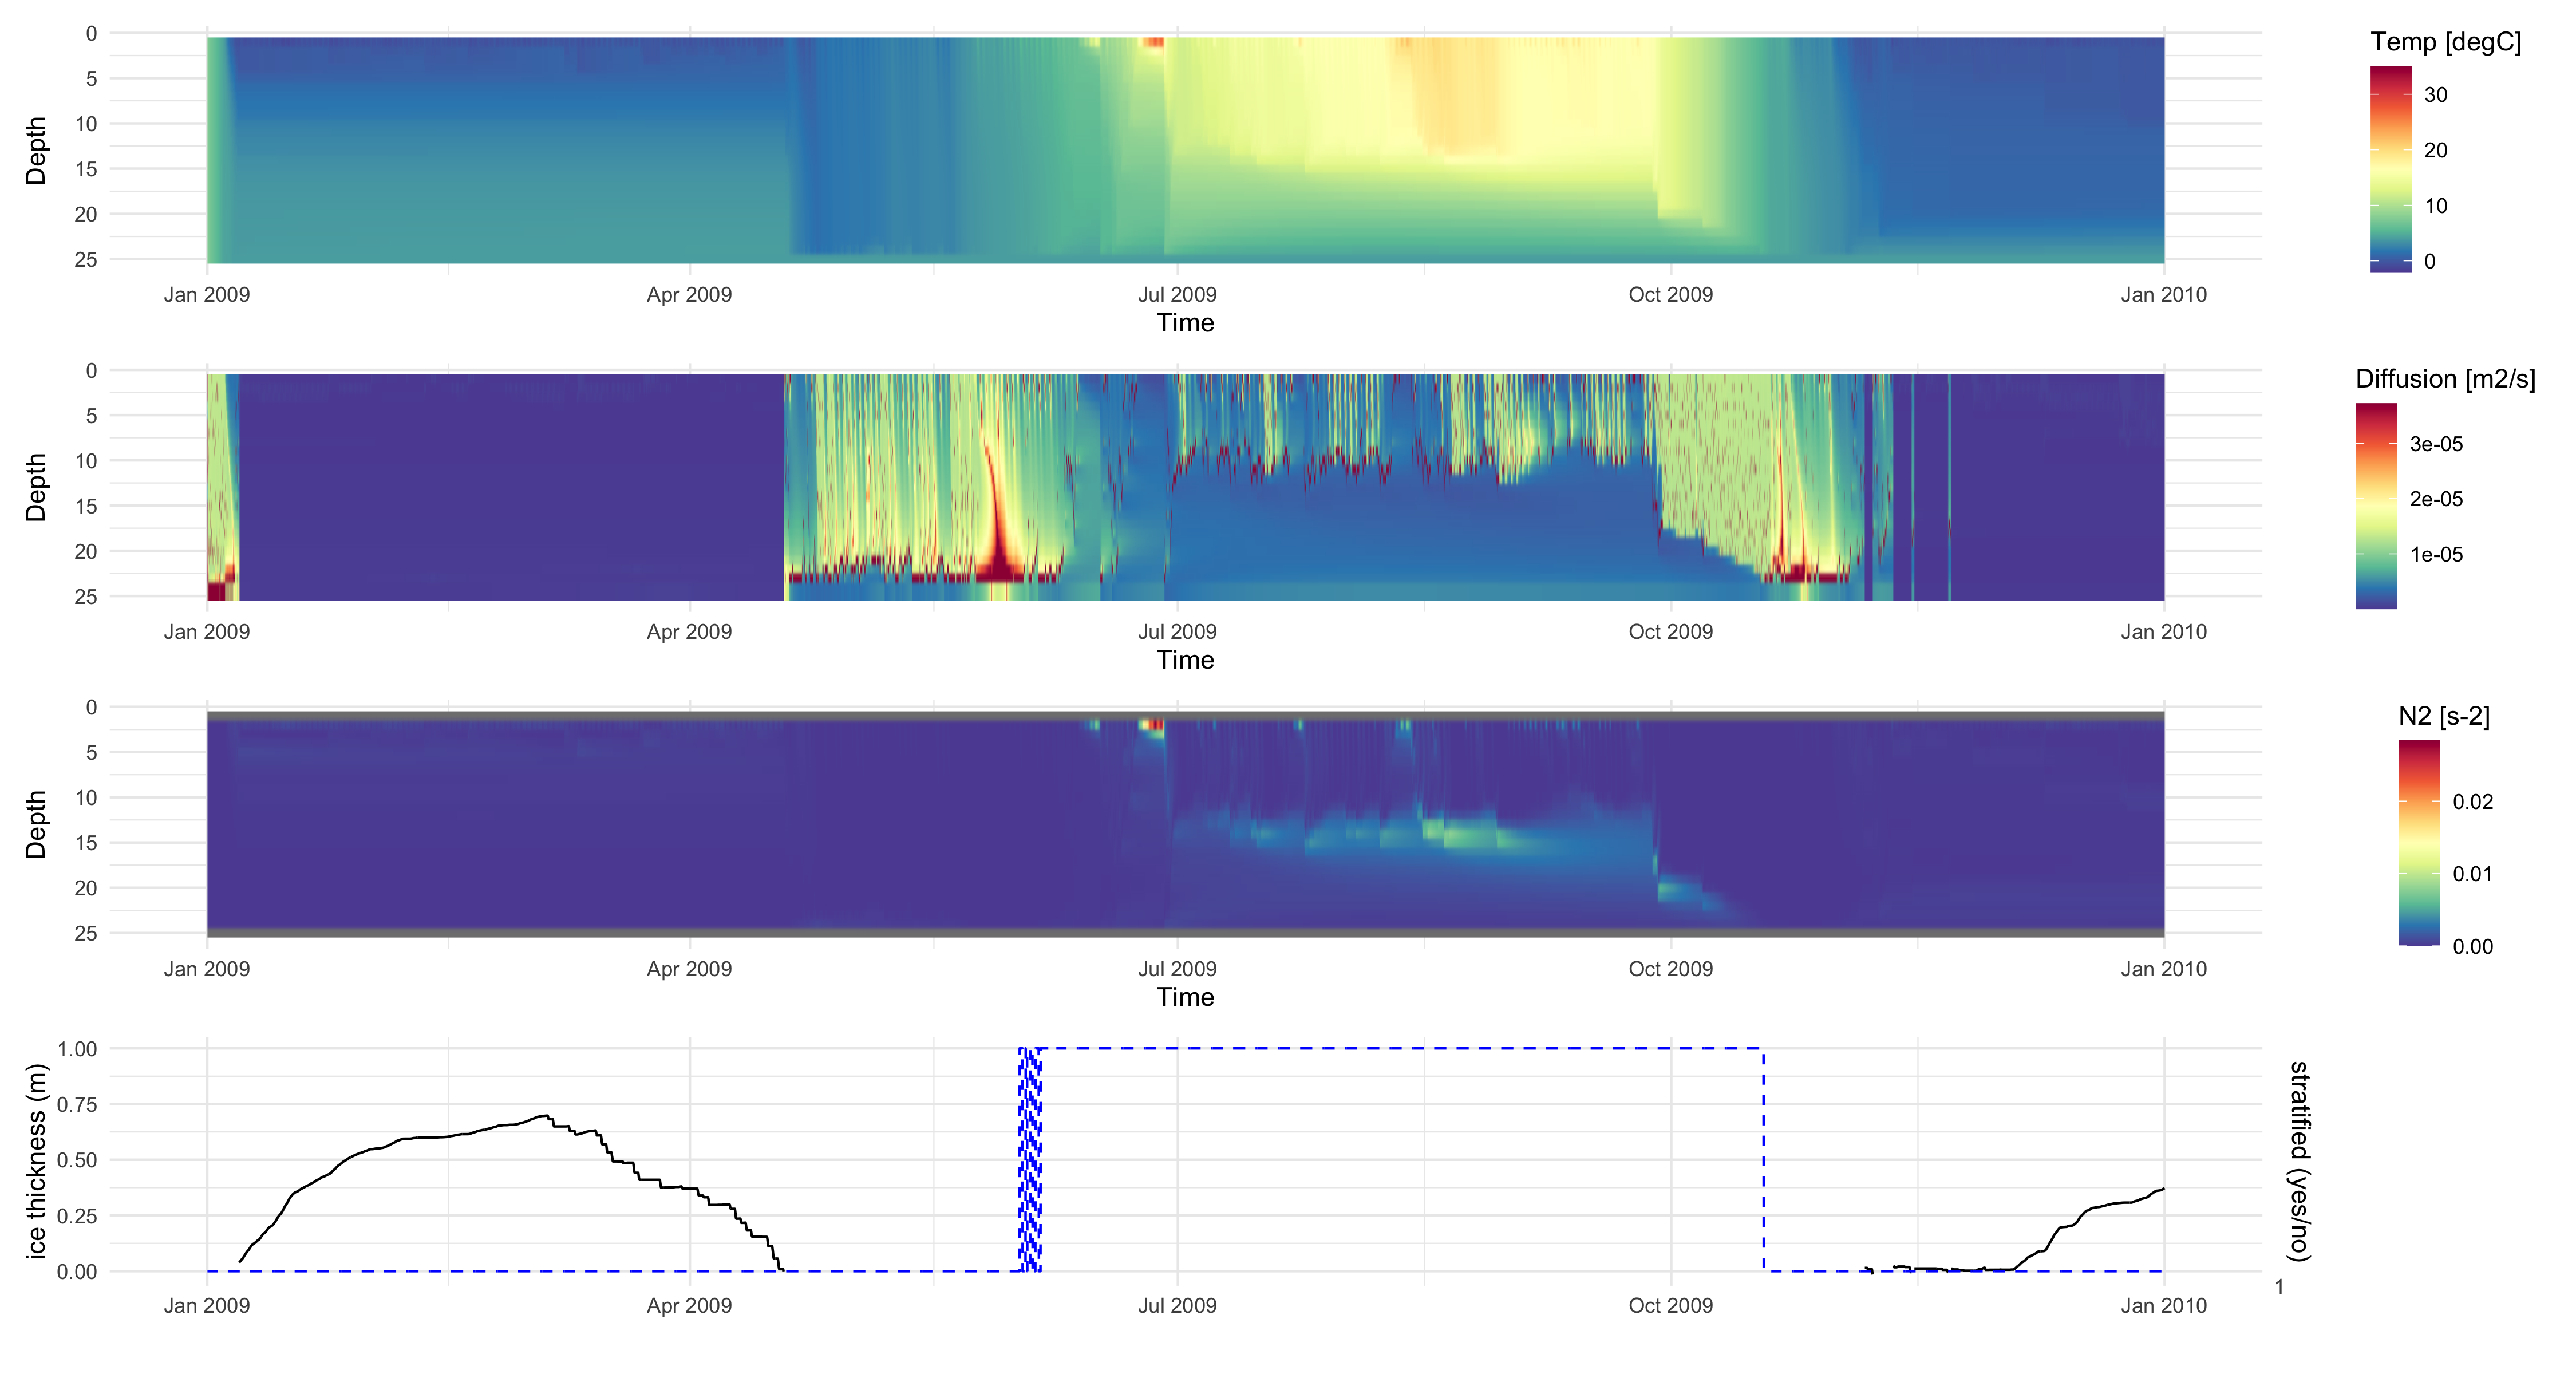 Depth
0
5
10
15
20
25
Jan 2009 Apr 2009 Jul 2009 Oct 2009 Jan 2010
Time
Temp [degC]
30
20
10
0
Depth
0
5
10
15
20
25
Jan 2009 Apr 2009 Jul 2009 Oct 2009 Jan 2010
Time
Diffusion [m2/s]
3e-05
2e-05
1e-05
Depth
0
5
10
15
20
25
Jan 2009 Apr 2009 Jul 2009 Oct 2009 Jan 2010
Time
N2 [s-2]
0.02
0.01
0.00
ice thickness (m)
1.00
0.75
0.50
0.25
0.00
Jan 2009 Apr 2009 Jul 2009 Oct 2009 Jan 2010
stratified (yes/no)
1